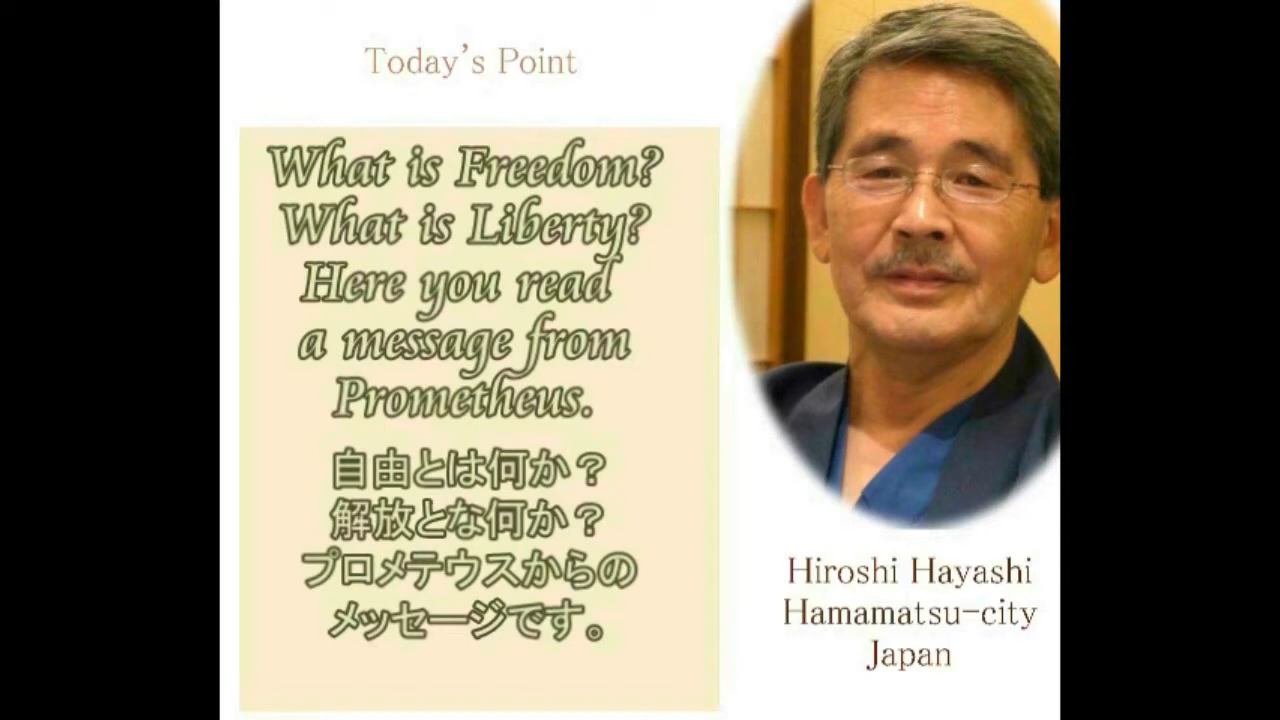 Today's Point
What is Freedom?
What is Liberty?
Here you read
a message from
Prometheus.
自由とは何か？
解放とな何か？
プロメテウスからの
メッセージです。
Hiroshi Hayashi
Hamamatsu-city
Japan